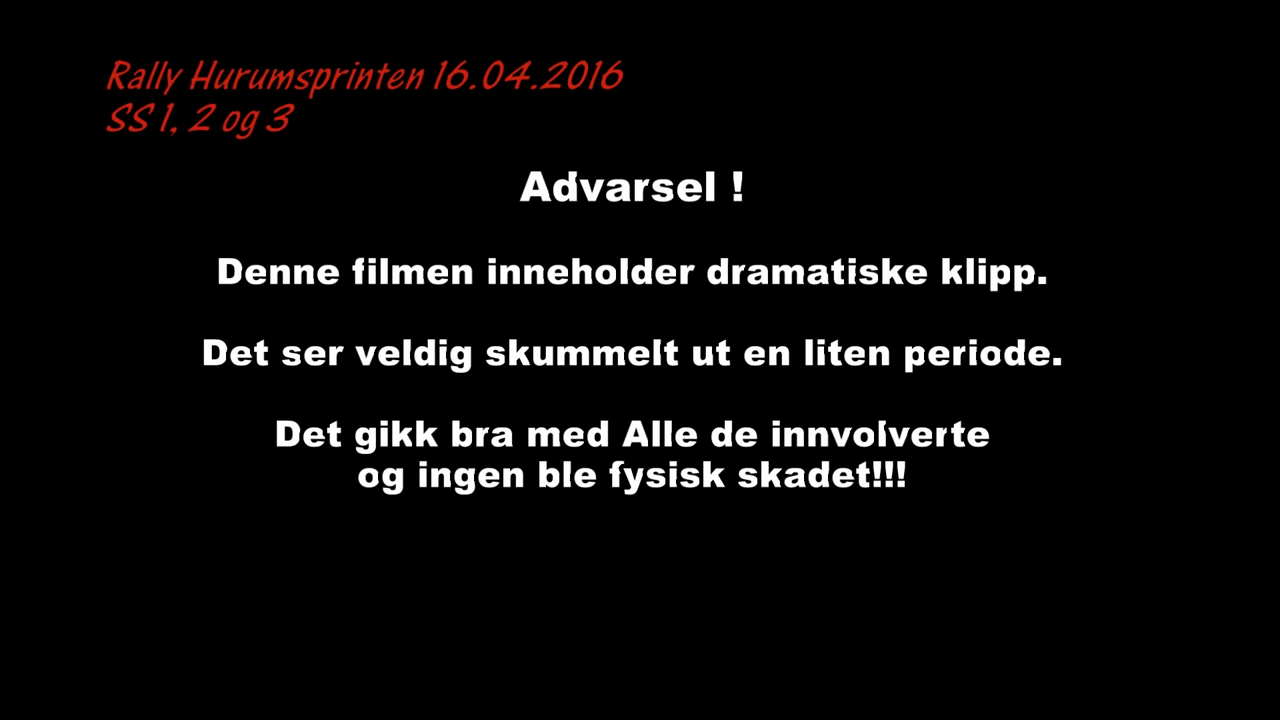 Rally Hurumsprinten 16.04.2016
SS 1, 2 og 3
Advarsel !
Denne filmen inneholder dramatiske klipp.
Det ser veldig skummelt ut en liten periode.
Det gikk bra med Alle de innvolverte
og ingen ble fysisk skadet!!!